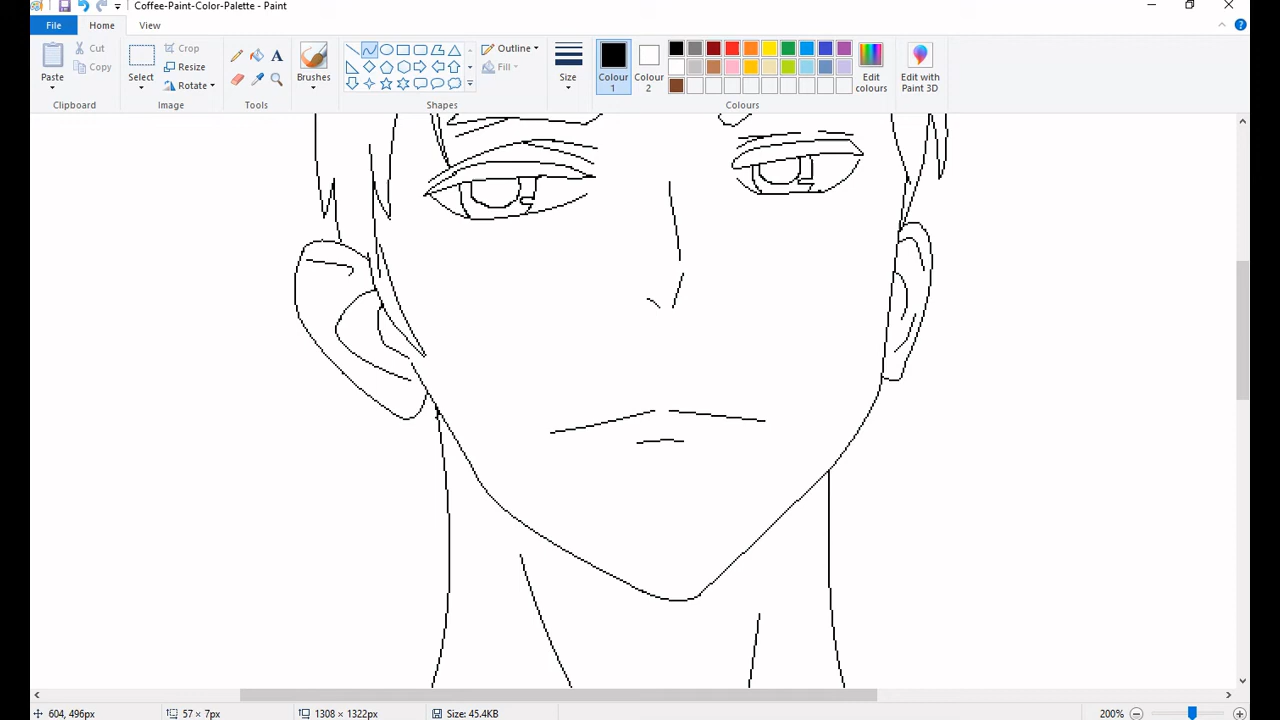 Coffee-Paint-Color-Palette - Paint
File Home View
Paste
Cut
Copy
Clipboard
Select
Crop
Resize
Rotate
Image
A
Tools
Brushes
Outline
Fill
Shapes
Size
Colour 1
Colour 2
Edit colours
Colours
Edit with Paint 3D
604, 496px 57 × 7px 1308 × 1322px Size: 45.4KB 200%